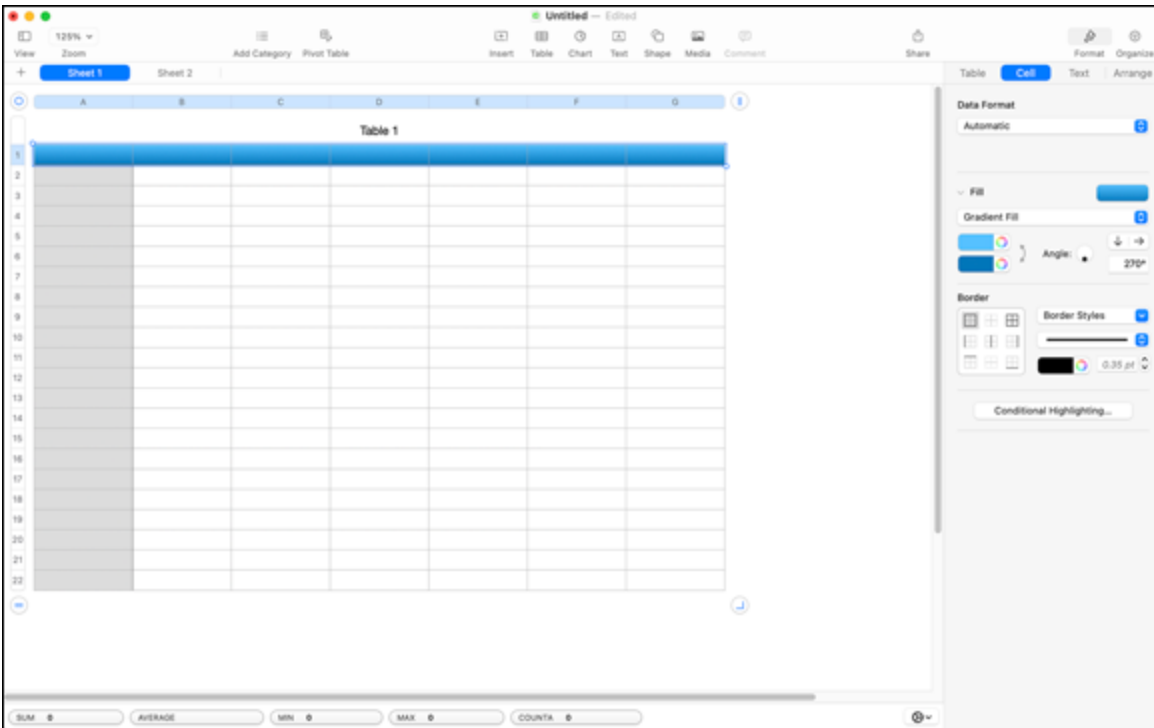 Untitled — Edited
125%
View Zoom Add Category Pivot Table Insert Table Chart Text Shape Media Comment Share Format Organize
+ Sheet 1 Sheet 2 Table Cell Text Arrange
A B C D E F G
Table 1
1
2
3
4
5
6
7
8
9
10
11
12
13
14
15
16
17
18
19
20
21
22
Data Format
Automatic
Fill
Gradient Fill
Angle:
270°
Border
Border Styles
0.35 pt
Conditional Highlighting...
SUM 0 AVERAGE MIN 0 MAX 0 COUNTA 0